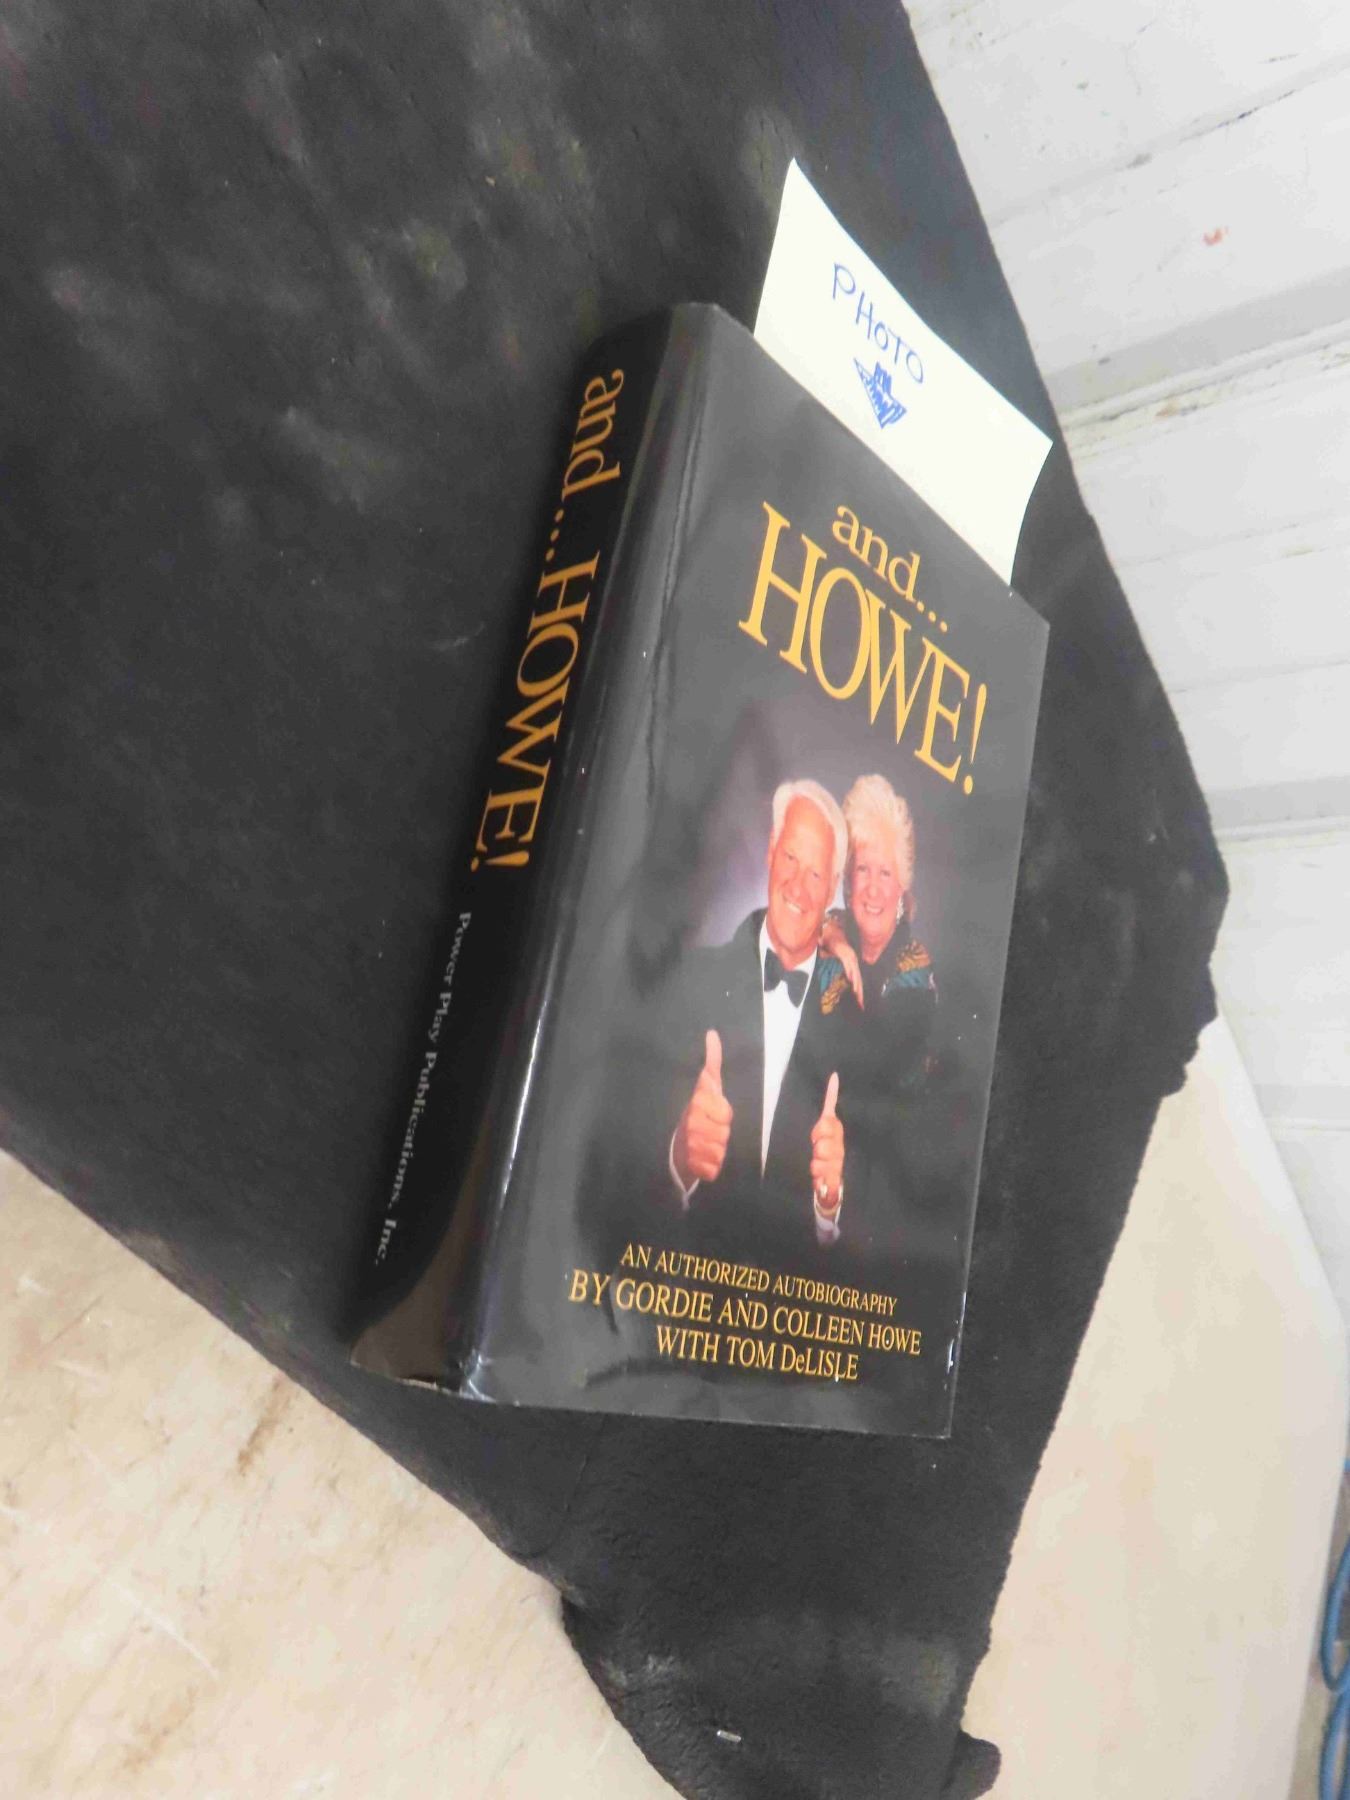 PHOTO
and...
HOWE!
AN AUTHORIZED AUTOBIOGRAPHY
BY GORDIE AND COLLEEN HOWE
WITH TOM DeLISLE
and...HOWE!
Power Play Publications, Inc.